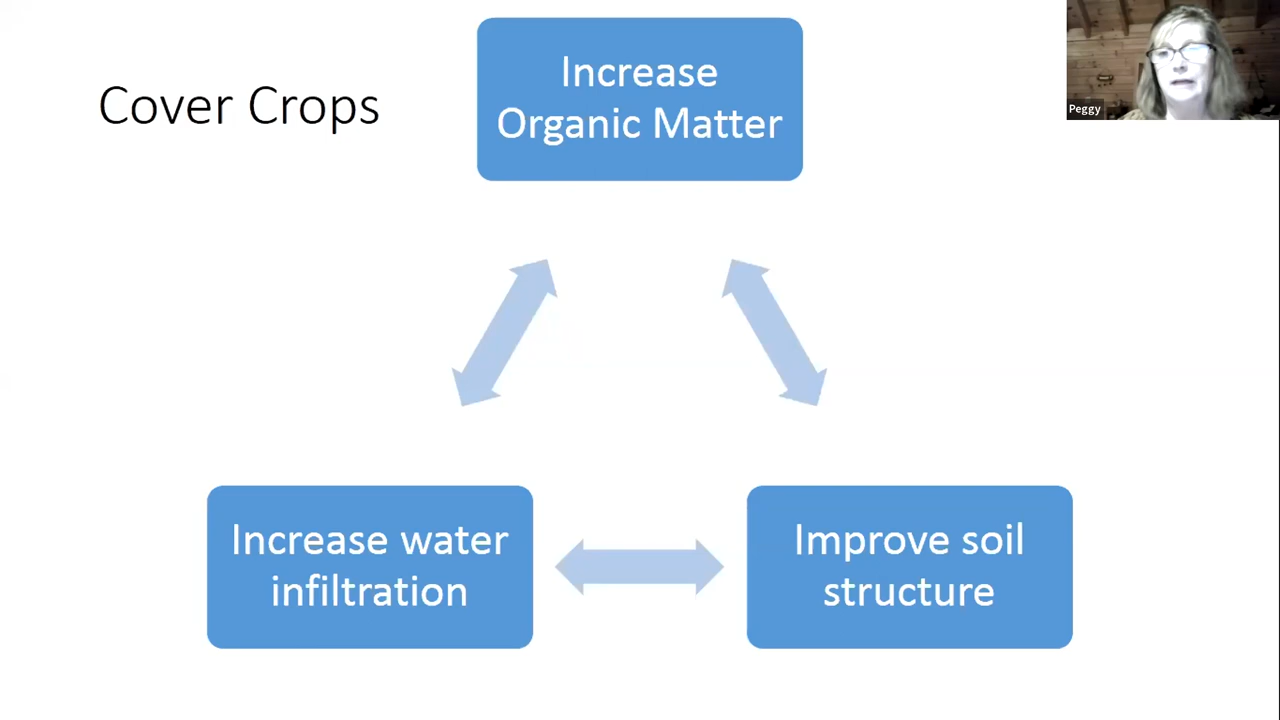 Cover Crops
Increase
Organic Matter
Peggy
Increase water
infiltration
Improve soil
structure